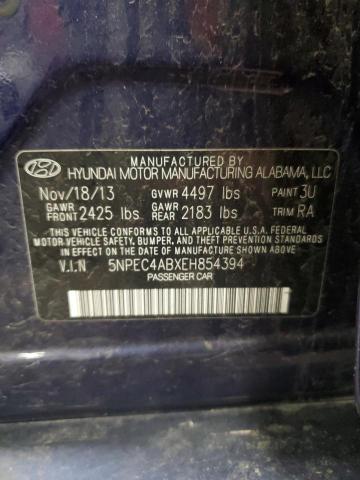 MANUFACTURED BY
HYUNDAI MOTOR MANUFACTURING ALABAMA, LLC
Nov/18/13 GVWR 4497 lbs PAINT 3U
GAWR FRONT 2425 lbs GAWR REAR 2183 lbs TRIM RA
THIS VEHICLE CONFORMS TO ALL APPLICABLE U.S.A. FEDERAL
MOTOR VEHICLE SAFETY, BUMPER, AND THEFT PREVENTION STANDARDS
IN EFFECT ON THE DATE OF MANUFACTURE SHOWN ABOVE.
V.I.N 5NPEC4ABXEH854394
PASSENGER CAR